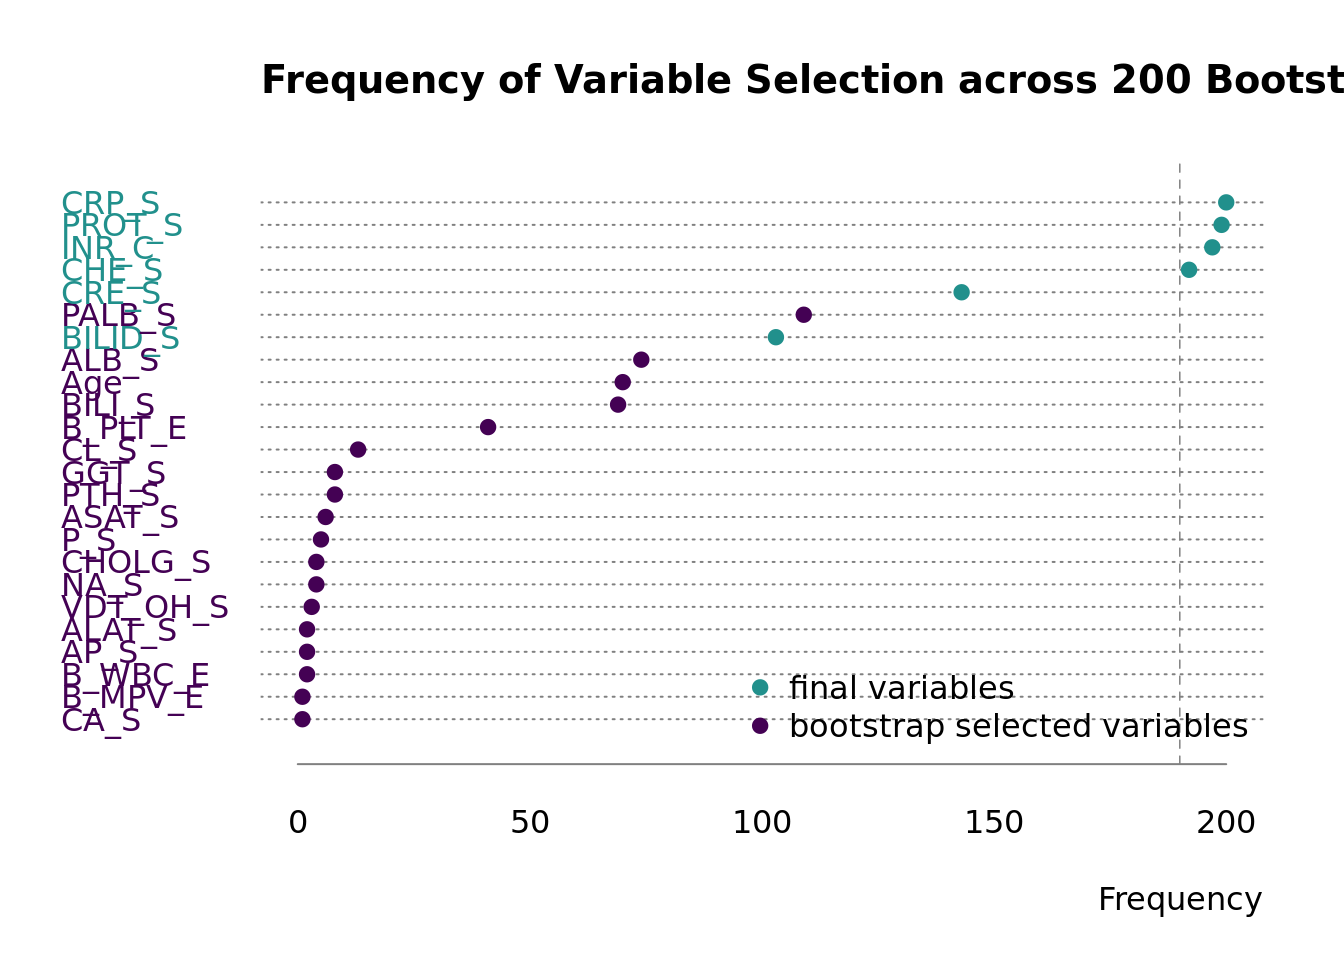 Frequency of Variable Selection across 200 Bootst
CRP_S
PROT_S
INR_C
CHE_S
CRE_S
PALB_S
BILID_S
ALB_S
Age
BILI_S
B_PLT_E
CL_S
GGT_S
PTH_S
ASAT_S
P_S
CHOLG_S
NA_S
VDT_OH_S
ALAT_S
AP_S
B_WBC_E
B_MPV_E
CA_S
final variables
bootstrap selected variables
0 50 100 150 200
Frequency